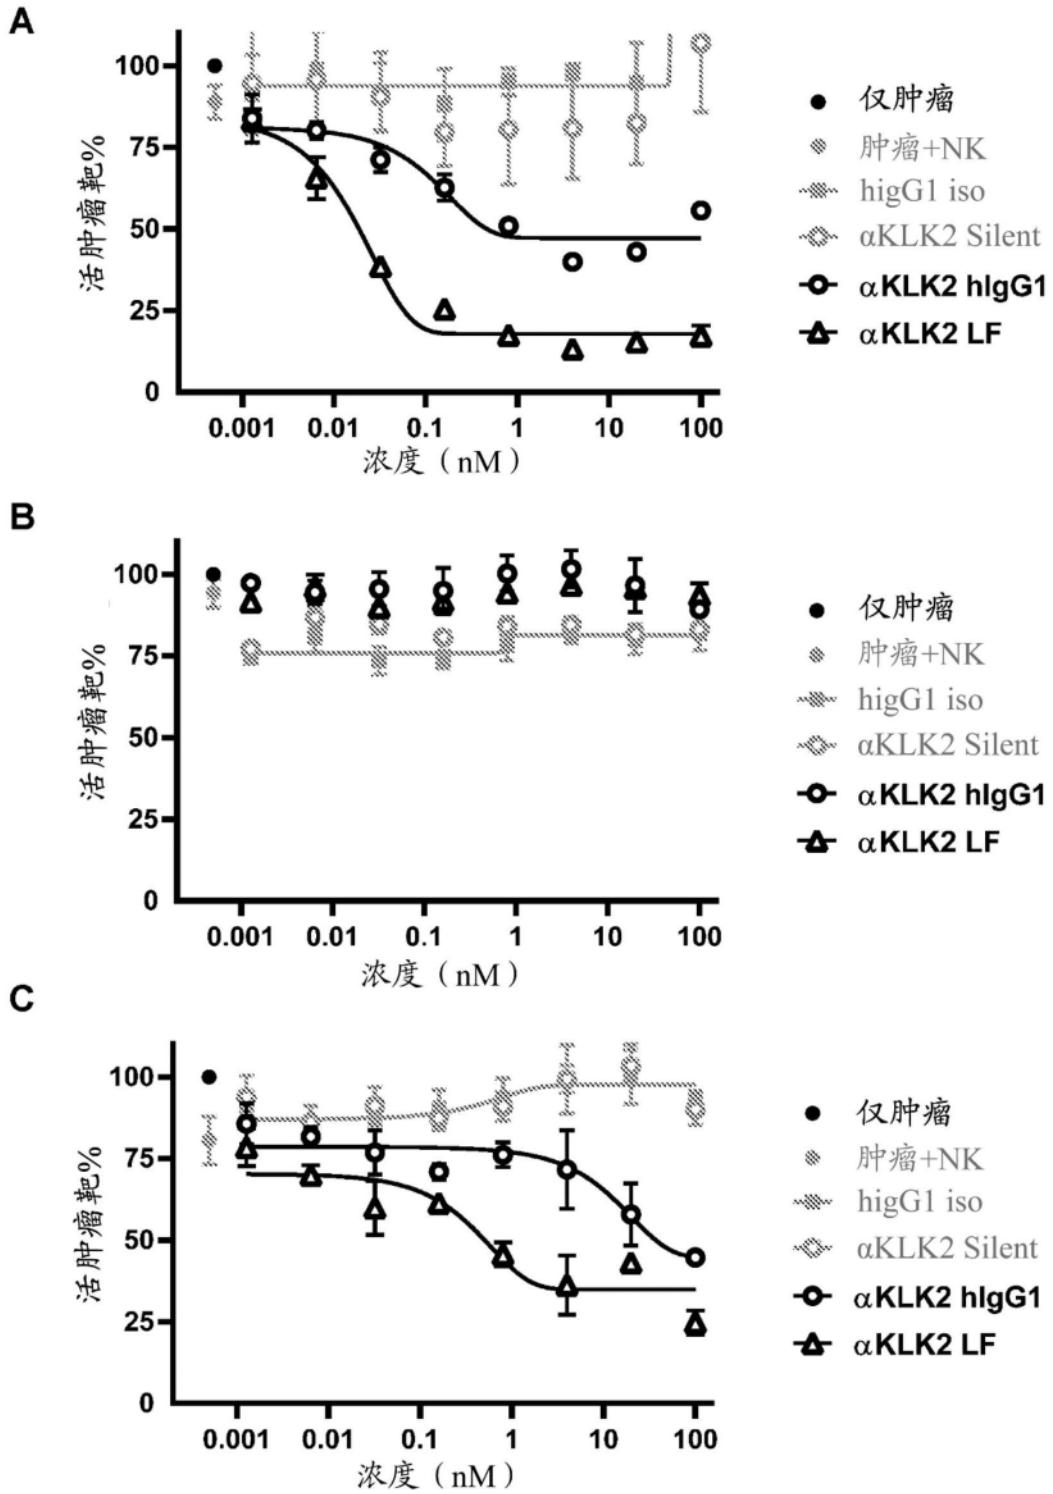 A
活肿瘤靶%
100
75
50
25
0
0.001 0.01 0.1 1 10 100
浓度（nM）
仅肿瘤
肿瘤+NK
higG1 iso
αKLK2 Silent
αKLK2 hIgG1
αKLK2 LF
B
活肿瘤靶%
100
75
50
25
0
0.001 0.01 0.1 1 10 100
浓度（nM）
仅肿瘤
肿瘤+NK
higG1 iso
αKLK2 Silent
αKLK2 hIgG1
αKLK2 LF
C
活肿瘤靶%
100
75
50
25
0
0.001 0.01 0.1 1 10 100
浓度（nM）
仅肿瘤
肿瘤+NK
higG1 iso
αKLK2 Silent
αKLK2 hIgG1
αKLK2 LF